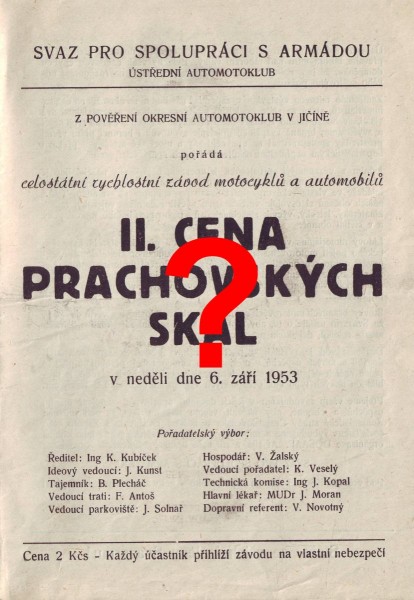 SVAZ PRO SPOLUPRÁCI S ARMÁDOU
ÚSTŘEDNÍ AUTOMOTOKLUB
Z POVĚŘENÍ OKRESNÍ AUTOMOTOKLUB V JIČÍNĚ
pořádá
celostátní rychlostní závod motocyklů a automobilů
II. CENA
PRACHOVSKÝCH
SKAL
?
v neděli dne 6. září 1953
Pořadatelský výbor:
Ředitel: Ing K. Kubíček
Ideový vedoucí: J. Kunst
Tajemník: B. Plecháč
Vedoucí trati: F. Antoš
Vedoucí parkoviště: J. Solnař
Hospodář: V. Žalský
Vedoucí pořadatel: K. Veselý
Technická komise: Ing J. Kopal
Hlavní lékař: MUDr J. Moran
Dopravní referent: V. Novotný
Cena 2 Kčs - Každý účastník přihlíží závodu na vlastní nebezpečí